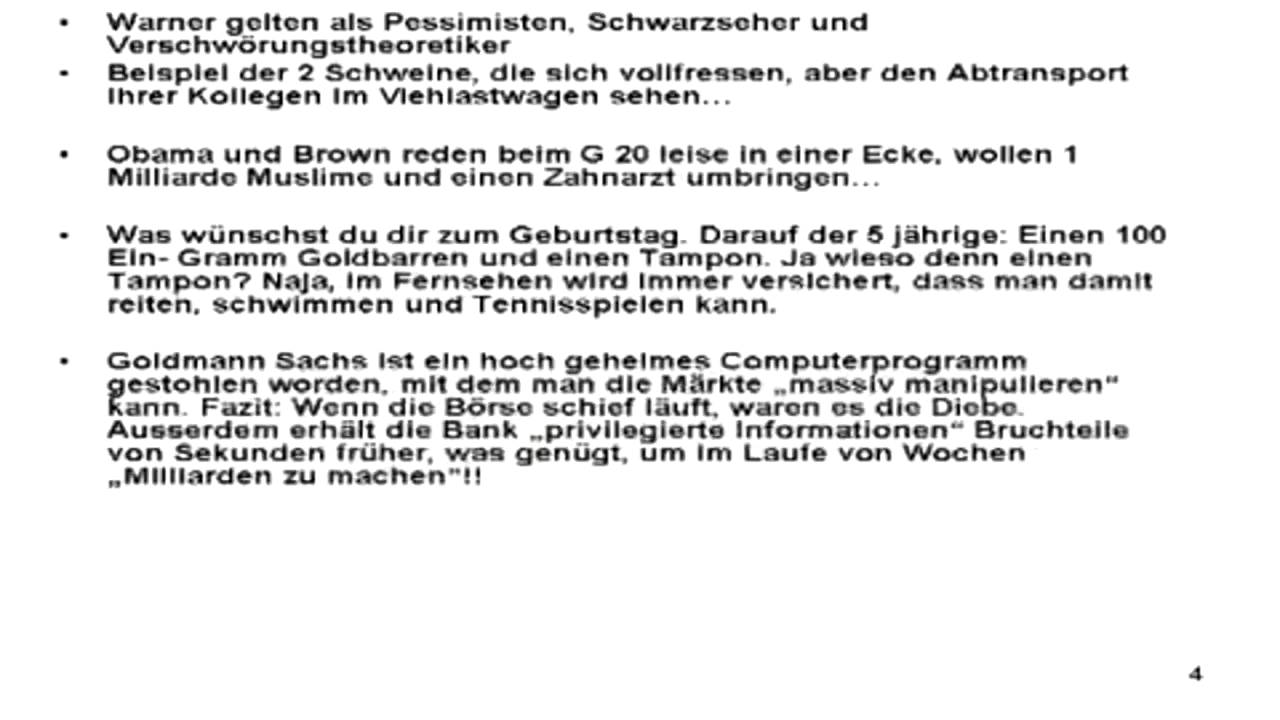 • Warner gelten als Pessimisten, Schwarzseher und
Verschwörungstheoretiker
• Beispiel der 2 Schweine, die sich vollfressen, aber den Abtransport
Ihrer Kollegen im Viehlastwagen sehen...
• Obama und Brown reden beim G 20 leise in einer Ecke, wollen 1
Milliarde Muslime und einen Zahnarzt umbringen...
• Was wünschst du dir zum Geburtstag. Darauf der 5 jährige: Einen 100
Ein- Gramm Goldbarren und einen Tampon. Ja wieso denn einen
Tampon? Naja, im Fernsehen wird immer versichert, dass man damit
reiten, schwimmen und Tennisspielen kann.
• Goldmann Sachs ist ein hoch geheimes Computerprogramm
gestohlen worden, mit dem man die Märkte „massiv manipulieren“
kann. Fazit: Wenn die Börse schief läuft, waren es die Diebe.
Ausserdem erhält die Bank „privilegierte Informationen“ Bruchteile
von Sekunden früher, was genügt, um im Laufe von Wochen
„Milliarden zu machen"!!
4